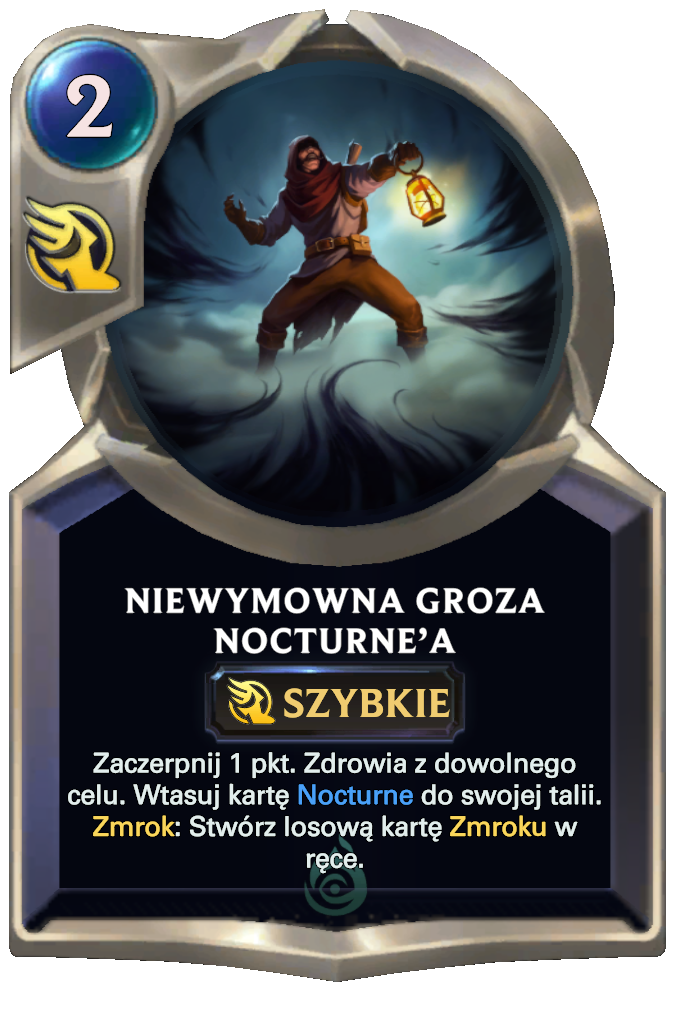 2
NIEWYMOWNA GROZA
NOCTURNE’A
SZYBKIE
Zaczerpnij 1 pkt. Zdrowia z dowolnego
celu. Wtasuj kartę Nocturne do swojej talii.
Zmrok: Stwórz losową kartę Zmroku w
ręce.